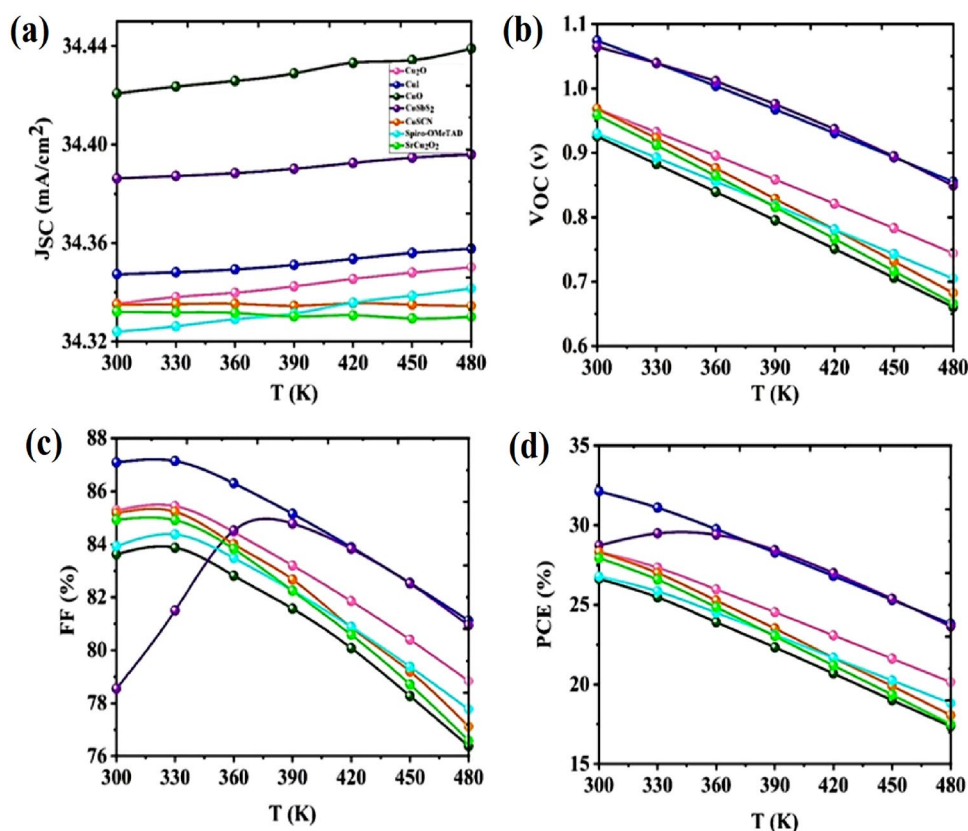 (a)
34.44
34.40
34.36
34.32
JSC (mA/cm²)
Cu₂O
CuI
CuO
CuSbS₂
CuSCN
Spiro-OMeTAD
SrCu₂O₂
300 330 360 390 420 450 480
T (K)
(b)
1.1
1.0
0.9
0.8
0.7
0.6
VOC (v)
300 330 360 390 420 450 480
T (K)
(c)
88
86
84
82
80
78
76
FF (%)
300 330 360 390 420 450 480
T (K)
(d)
35
30
25
20
15
PCE (%)
300 330 360 390 420 450 480
T (K)